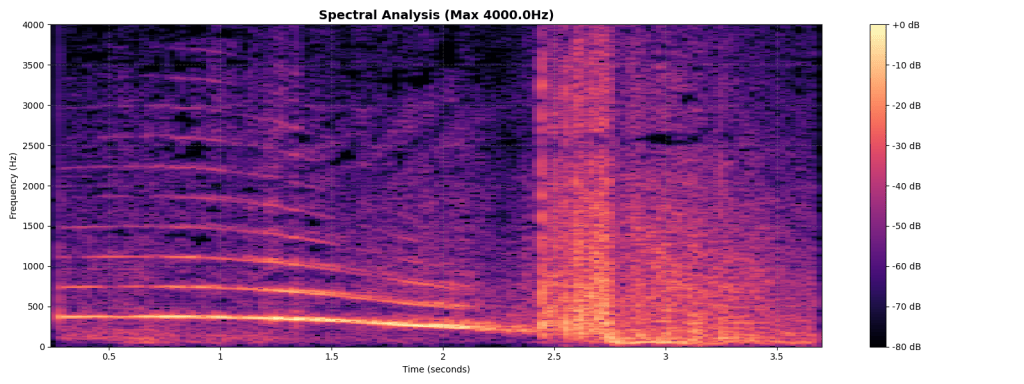 Spectral Analysis (Max 4000.0Hz)
4000
3500
3000
2500
2000
1500
1000
500
0
Frequency (Hz)
0.5
1
1.5
2
2.5
3
3.5
Time (seconds)
+0 dB
-10 dB
-20 dB
-30 dB
-40 dB
-50 dB
-60 dB
-70 dB
-80 dB